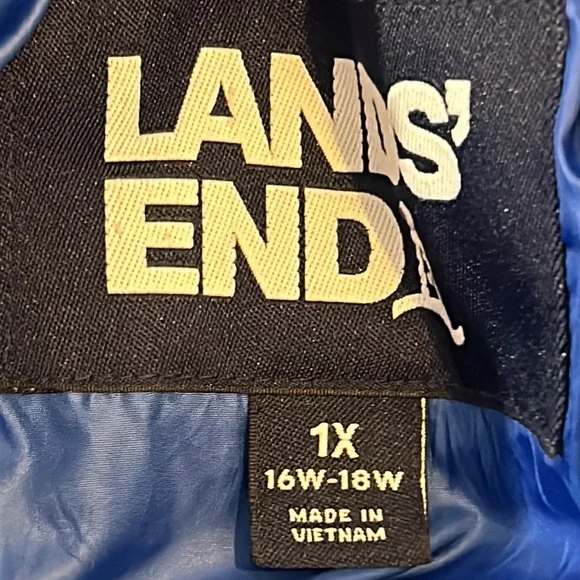 LANDS'
END
1X
16W-18W
MADE IN
VIETNAM